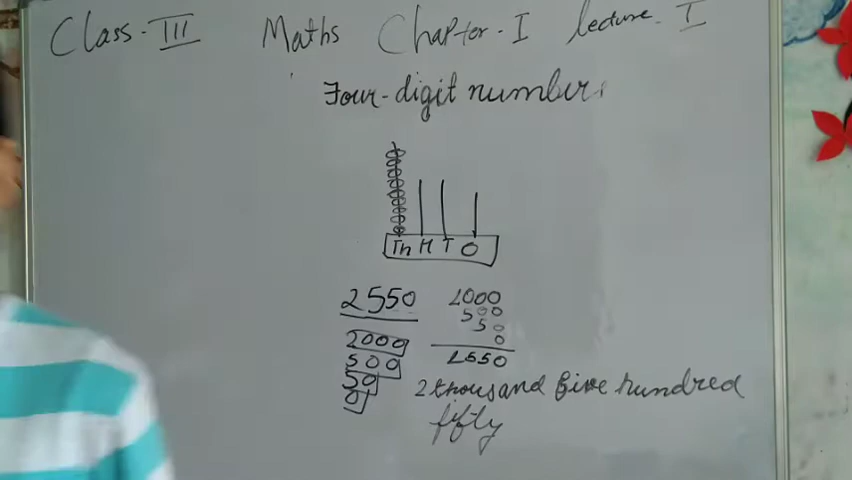 Class - III Maths Chapter - I lecture - I
Four-digit numbers
Th H T O
2550
2000
500
50
0
1000
500
50
0
1550
2 thousand five hundred
fifty